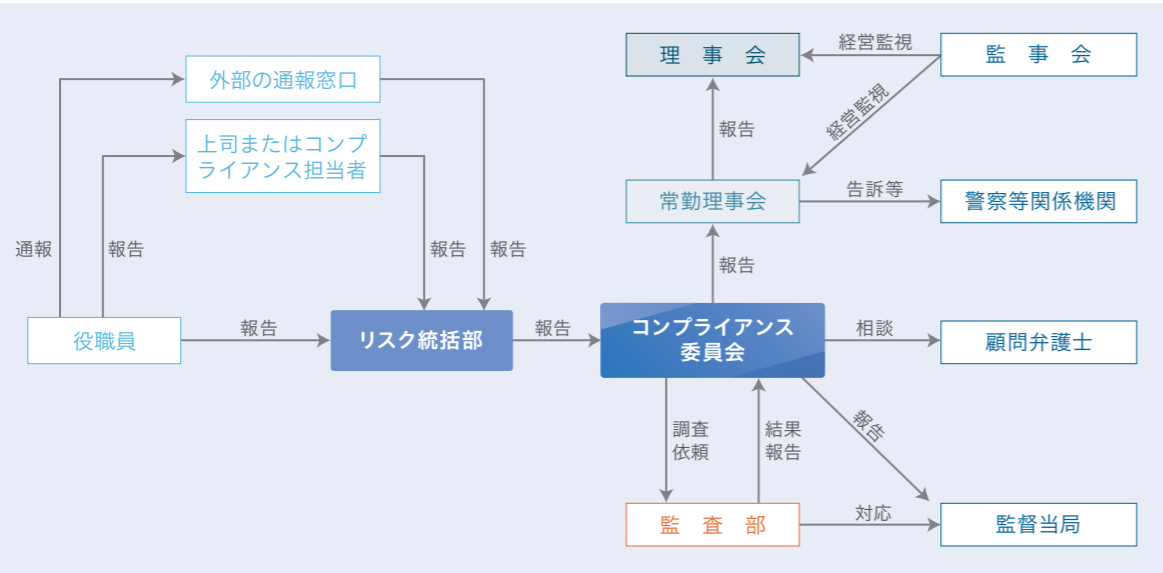 理 事 会
経営監視
監 事 会
外部の通報窓口
経営監視
報告
上司またはコンプ
ライアンス担当者
常勤理事会
告訴等
警察等関係機関
通報
報告
報告
報告
報告
役職員
報告
リスク統括部
報告
コンプライアンス
委員会
相談
顧問弁護士
調査
依頼
結果
報告
報告
監 査 部
対応
監督当局